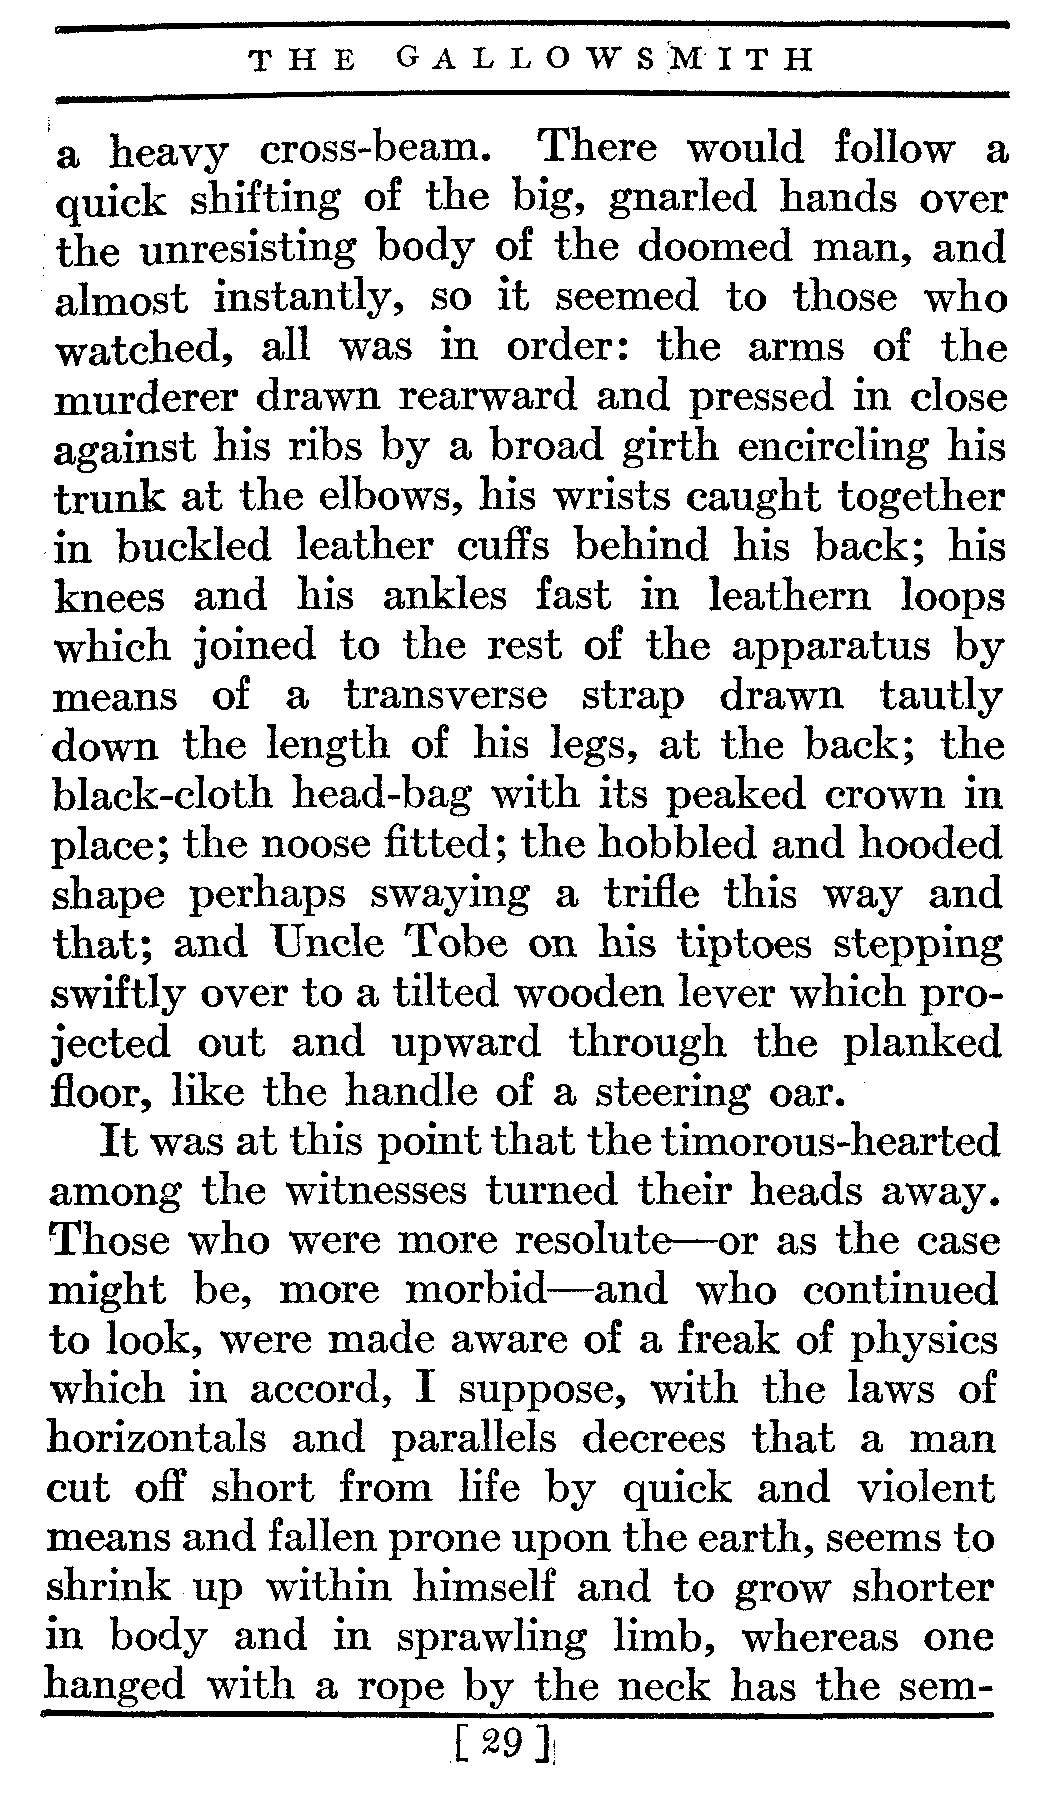 THE GALLOWSMITH
a heavy cross-beam. There would follow a
quick shifting of the big, gnarled hands over
the unresisting body of the doomed man, and
almost instantly, so it seemed to those who
watched, all was in order: the arms of the
murderer drawn rearward and pressed in close
against his ribs by a broad girth encircling his
trunk at the elbows, his wrists caught together
in buckled leather cuffs behind his back; his
knees and his ankles fast in leathern loops
which joined to the rest of the apparatus by
means of a transverse strap drawn tautly
down the length of his legs, at the back; the
black-cloth head-bag with its peaked crown in
place; the noose fitted; the hobbled and hooded
shape perhaps swaying a trifle this way and
that; and Uncle Tobe on his tiptoes stepping
swiftly over to a tilted wooden lever which pro-
jected out and upward through the planked
floor, like the handle of a steering oar.
It was at this point that the timorous-hearted
among the witnesses turned their heads away.
Those who were more resolute—or as the case
might be, more morbid—and who continued
to look, were made aware of a freak of physics
which in accord, I suppose, with the laws of
horizontals and parallels decrees that a man
cut off short from life by quick and violent
means and fallen prone upon the earth, seems to
shrink up within himself and to grow shorter
in body and in sprawling limb, whereas one
hanged with a rope by the neck has the sem-
[ 29 ]